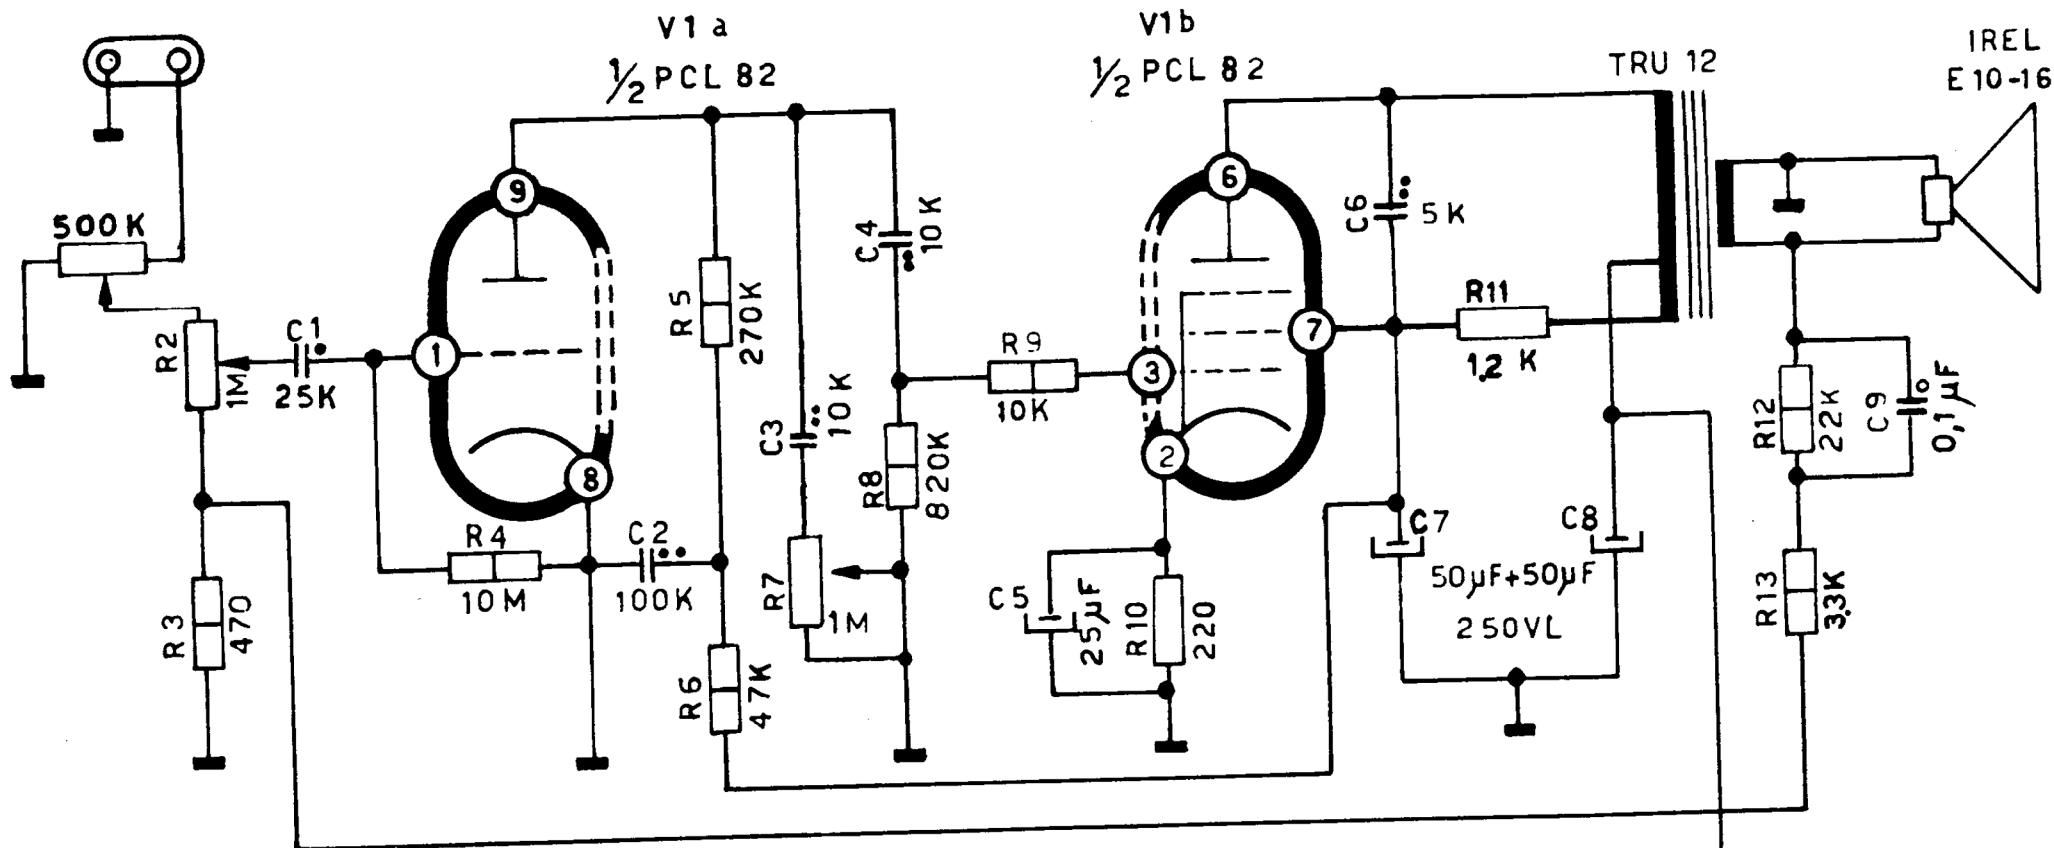 V1a
½ PCL 82
V1b
½ PCL 82
TRU 12
IREL
E10-16
500K
R2
1M
C1
25K
1
9
8
R3
470
R4
10M
C2
100K
R5
270K
R6
47K
C3
10K
R7
1M
C4
10K
R8
820K
R9
10K
6
3
7
2
C5
25µF
R10
220
C6
5K
R11
1,2 K
C7
C8
50µF+50µF
250VL
R12
22K
C9
0,1µF
R13
3,3K